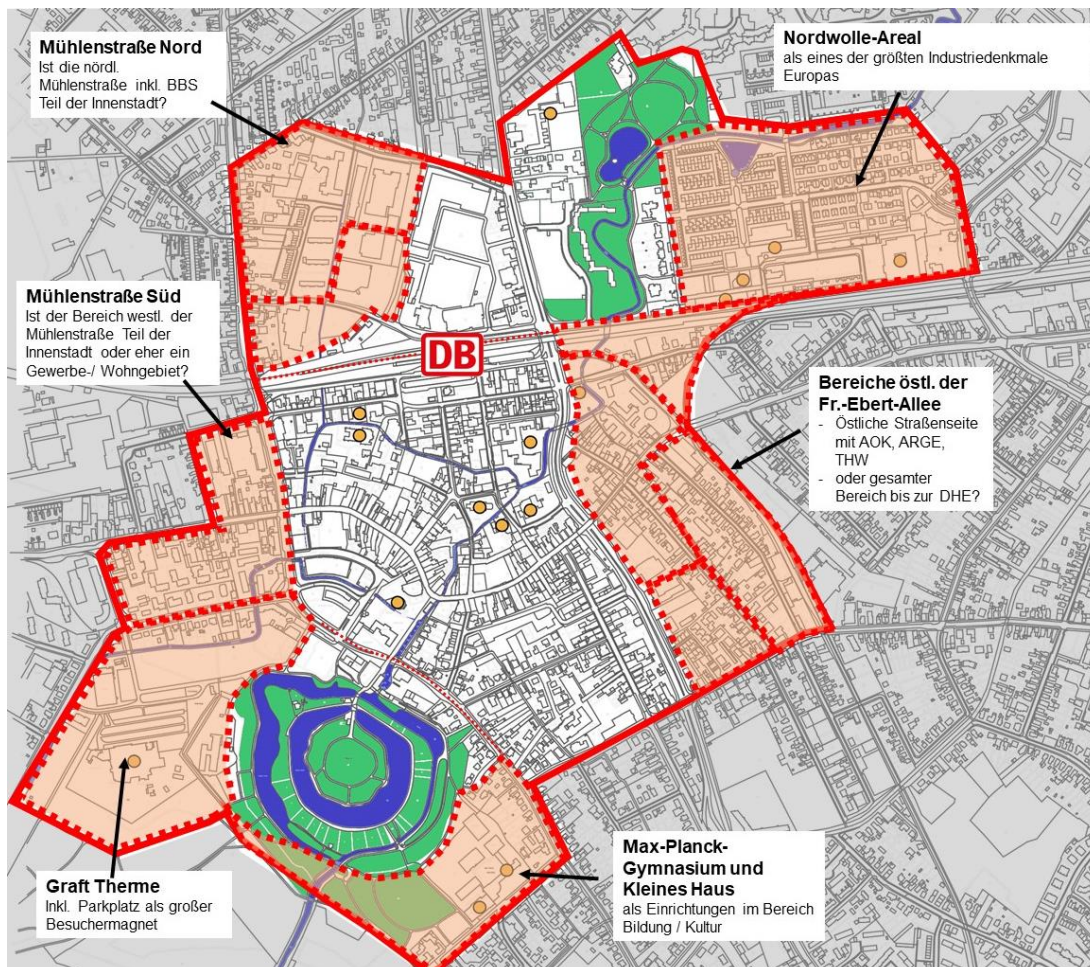 Mühlenstraße Nord
Ist die nördl.
Mühlenstraße inkl. BBS
Teil der Innenstadt?
Nordwolle-Areal
als eines der größten Industriedenkmale
Europas
Mühlenstraße Süd
Ist der Bereich westl. der
Mühlenstraße Teil der
Innenstadt oder eher ein
Gewerbe-/ Wohngebiet?
DB
Bereiche östl. der
Fr.-Ebert-Allee
- Östliche Straßenseite
mit AOK, ARGE,
THW
- oder gesamter
Bereich bis zur DHE?
Graft Therme
Inkl. Parkplatz als großer
Besuchermagnet
Max-Planck-
Gymnasium und
Kleines Haus
als Einrichtungen im Bereich
Bildung / Kultur